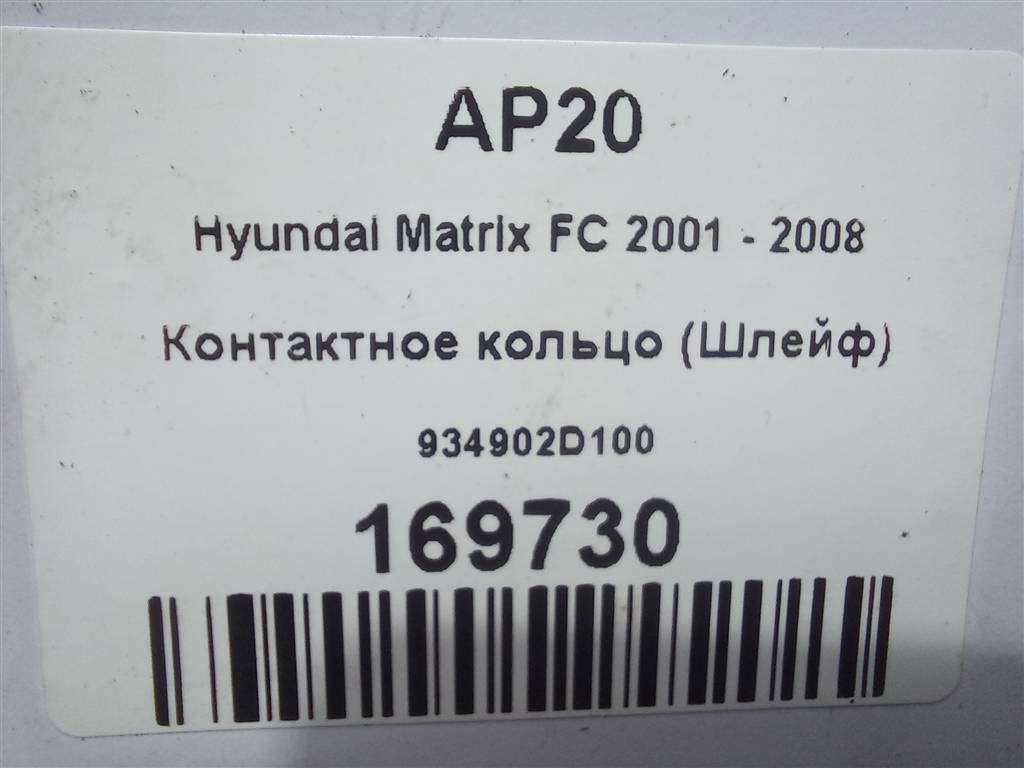 AP20
Hyundai Matrix FC 2001 - 2008
Контактное кольцо (Шлейф)
934902D100
169730